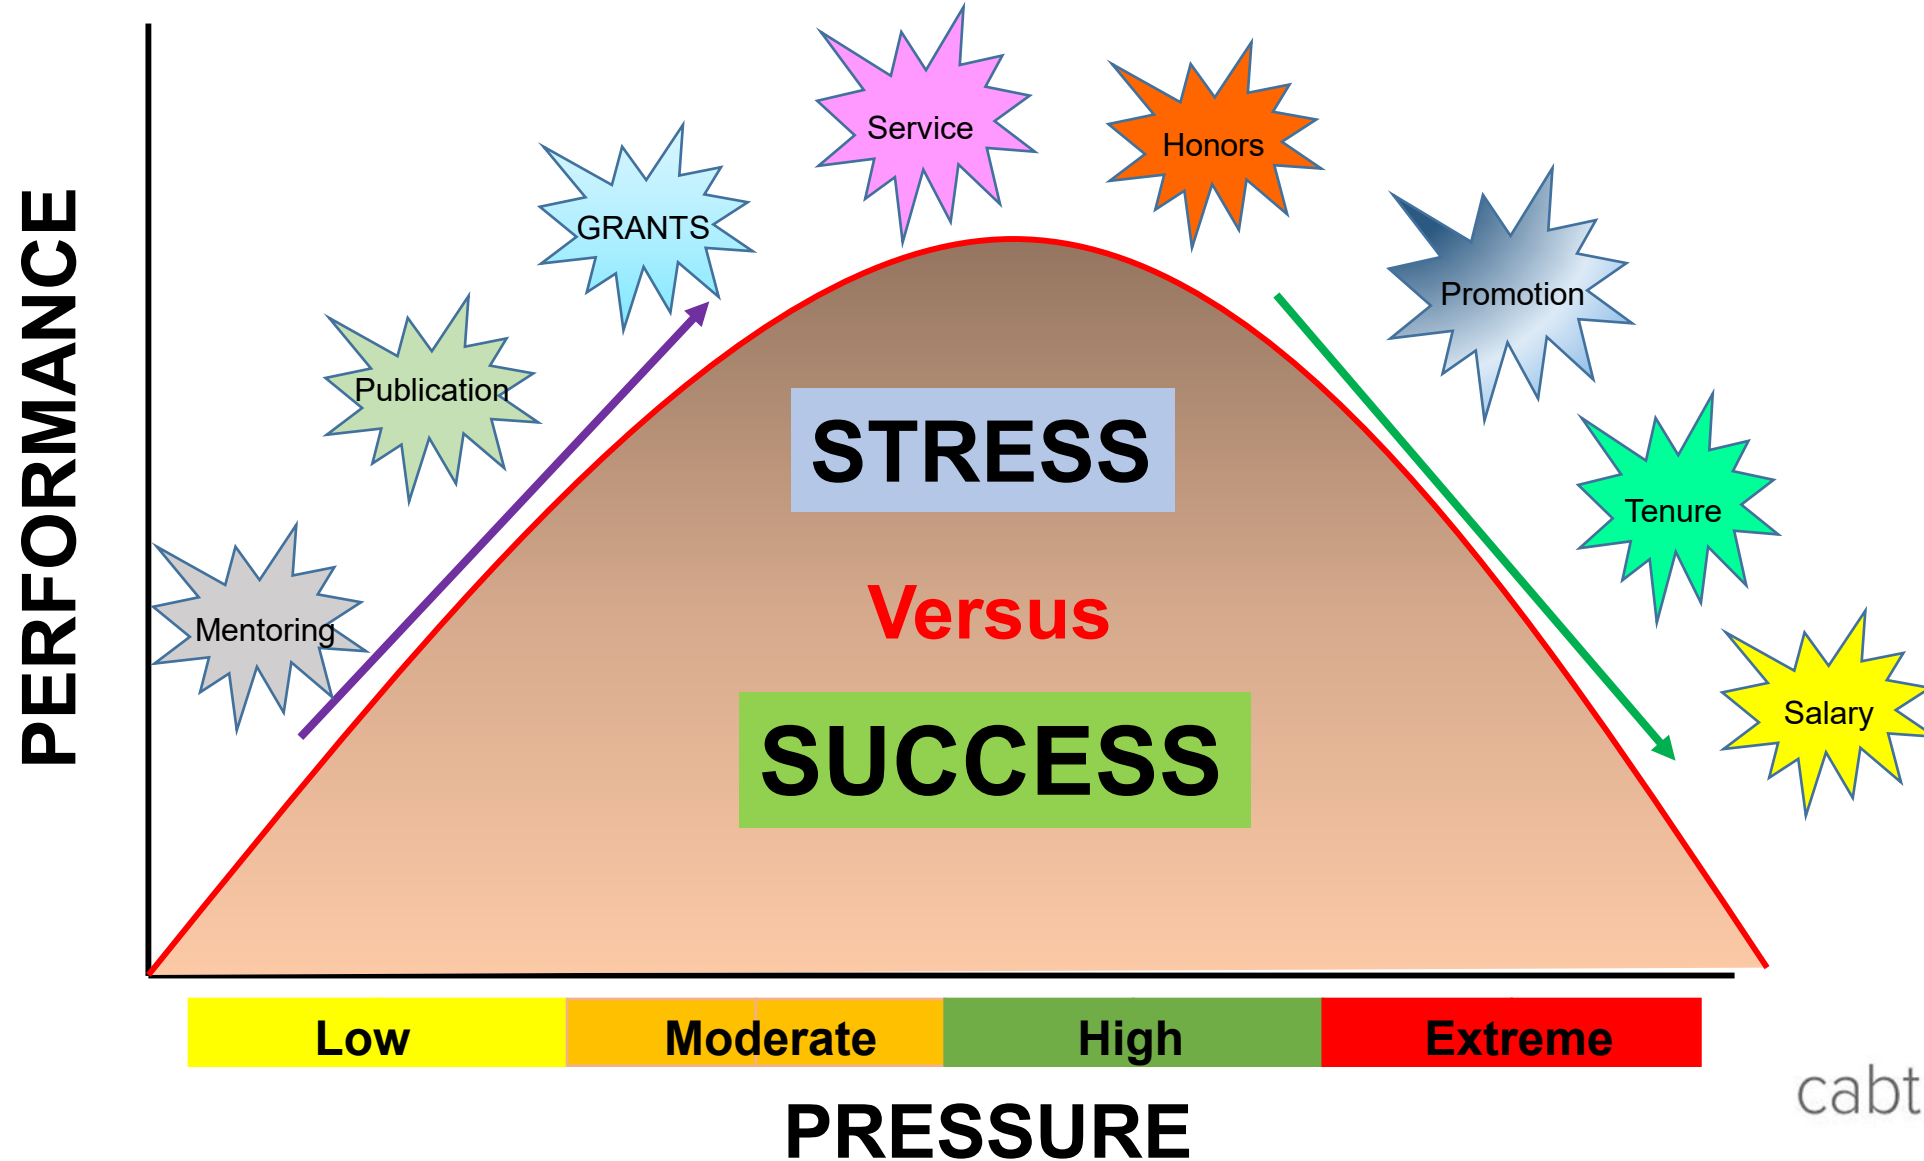 PERFORMANCE
Service
Honors
GRANTS
Promotion
Publication
STRESS
Tenure
Versus
Mentoring
Salary
SUCCESS
Low Moderate High Extreme
PRESSURE
cabt